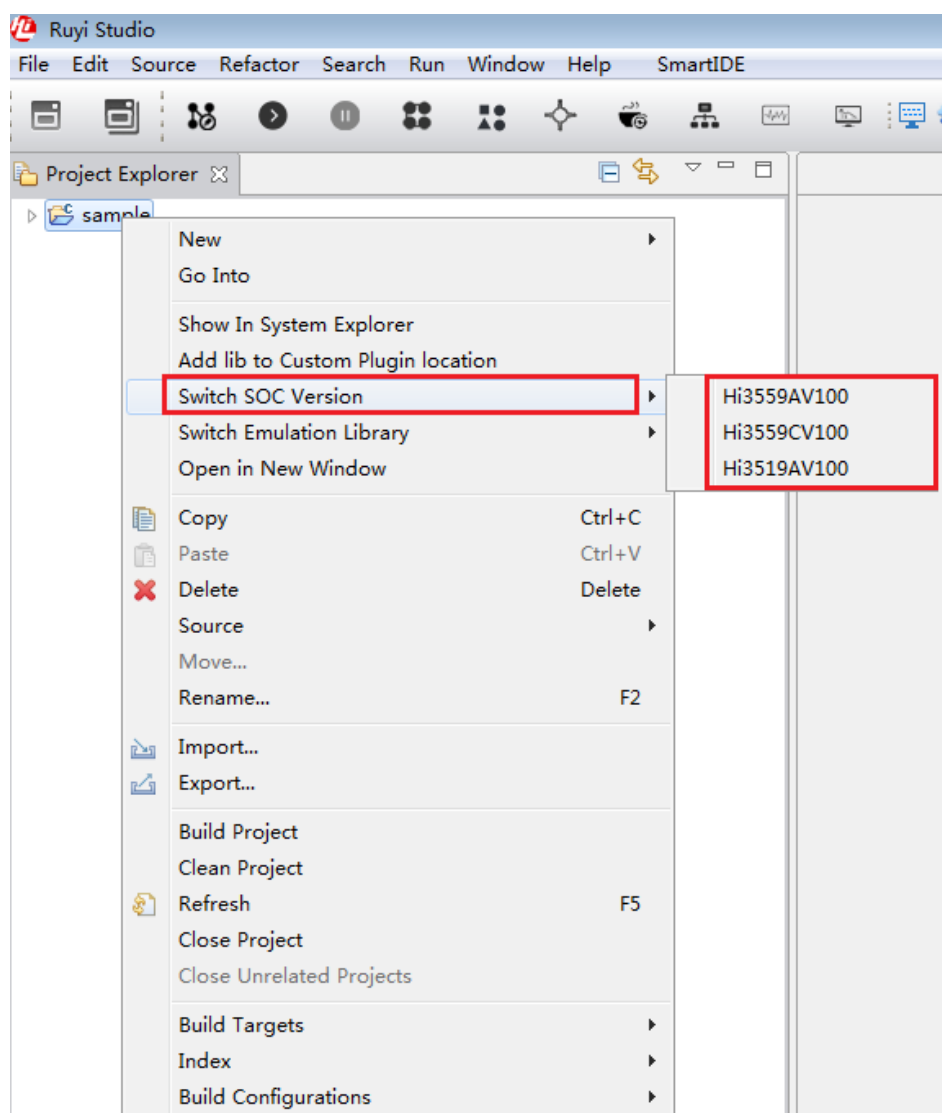 Hi Ruyi Studio
File Edit Source Refactor Search Run Window Help SmartIDE
Project Explorer
sample
New
Go Into
Show In System Explorer
Add lib to Custom Plugin location
Switch SOC Version
Hi3559AV100
Switch Emulation Library
Hi3559CV100
Open in New Window
Hi3519AV100
Copy Ctrl+C
Paste Ctrl+V
Delete Delete
Source
Move...
Rename... F2
Import...
Export...
Build Project
Clean Project
Refresh F5
Close Project
Close Unrelated Projects
Build Targets
Index
Build Configurations